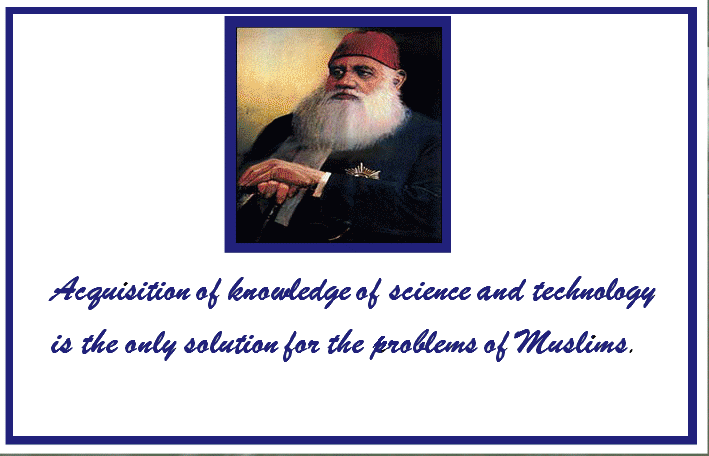 Acquisition of knowledge of science and technology
is the only solution for the problems of Muslims.